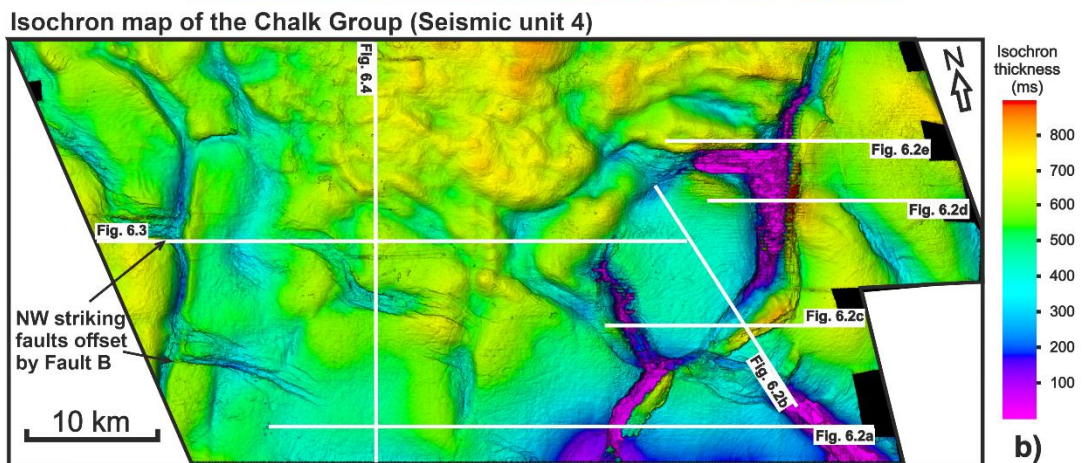 Isochron map of the Chalk Group (Seismic unit 4)
Isochron
thickness
(ms)
N
Fig. 6.4
800
700
600
500
400
300
200
100
Fig. 6.2e
Fig. 6.2d
Fig. 6.3
NW striking
faults offset
by Fault B
Fig. 6.2c
Fig. 6.2b
Fig. 6.2a
10 km
b)